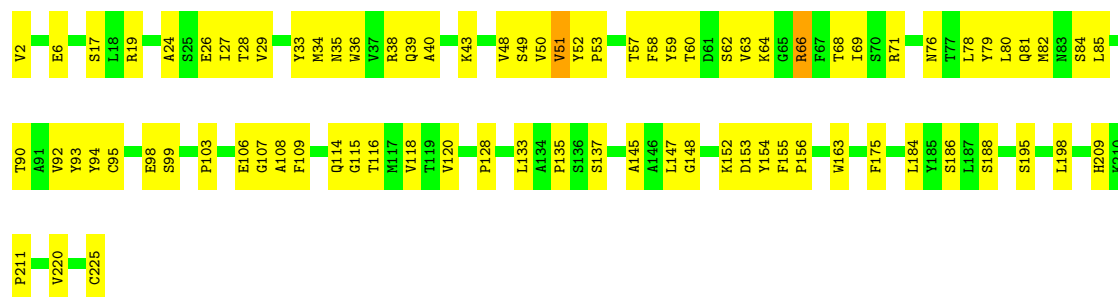 V2 E6 S17 L18 R19 A24 S25 E26 I27 T28 V29 Y33 M34 N35 W36 V37 R38 Q39 A40 K43 V48 S49 V50 V51 Y52 P53 T57 F58 Y59 T60 D61 S62 V63 K64 G65 R66 F67 T68 I69 S70 R71 N76 T77 L78 Y79 L80 Q81 M82 N83 S84 L85
T90 A91 V92 Y93 Y94 C95 E98 S99 P103 E106 G107 A108 F109 Q114 G115 T116 M117 V118 T119 V120 P128 L133 A134 P135 S136 S137 A145 A146 L147 G148 K152 D153 Y154 F155 P156 W163 F175 L184 Y185 S186 L187 S188 S195 L198 H209 K210
P211 V220 C225